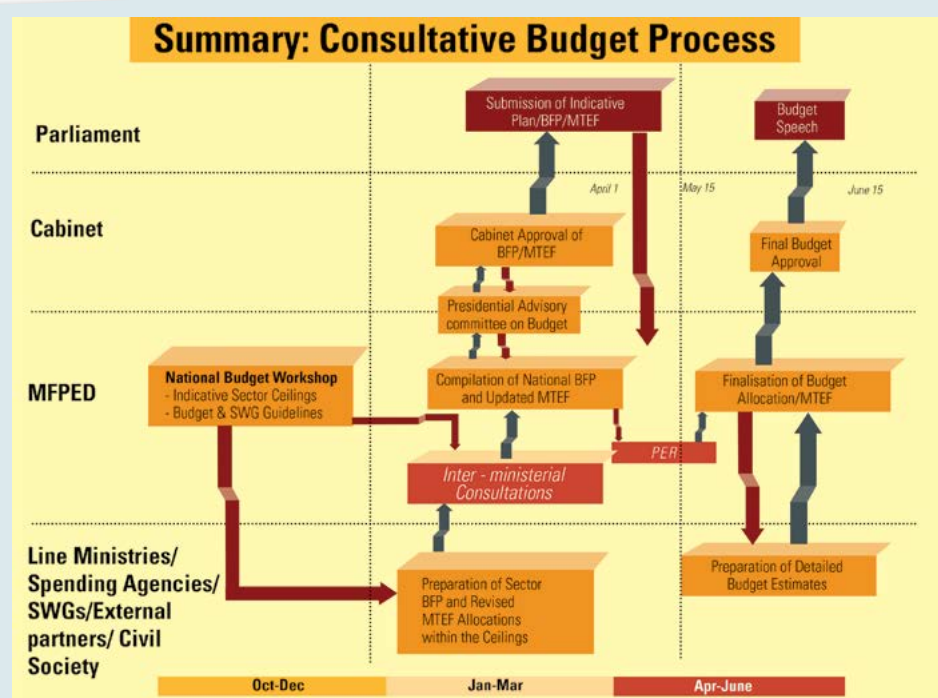 Summary: Consultative Budget Process
Parliament
Submission of Indicative
Plan/BFP/MTEF
Budget
Speech
April 1
May 15
June 15
Cabinet
Cabinet Approval of
BFP/MTEF
Final Budget
Approval
Presidential Advisory
committee on Budget
MFPED
National Budget Workshop
- Indicative Sector Ceilings
- Budget & SWG Guidelines
Compilation of National BFP
and Updated MTEF
Finalisation of Budget
Allocation/MTEF
PER
Inter - ministerial
Consultations
Line Ministries/
Spending Agencies/
SWGs/External
partners/ Civil
Society
Preparation of Sector
BFP and Revised
MTEF Allocations
within the Ceilings
Preparation of Detailed
Budget Estimates
Oct-Dec
Jan-Mar
Apr-June